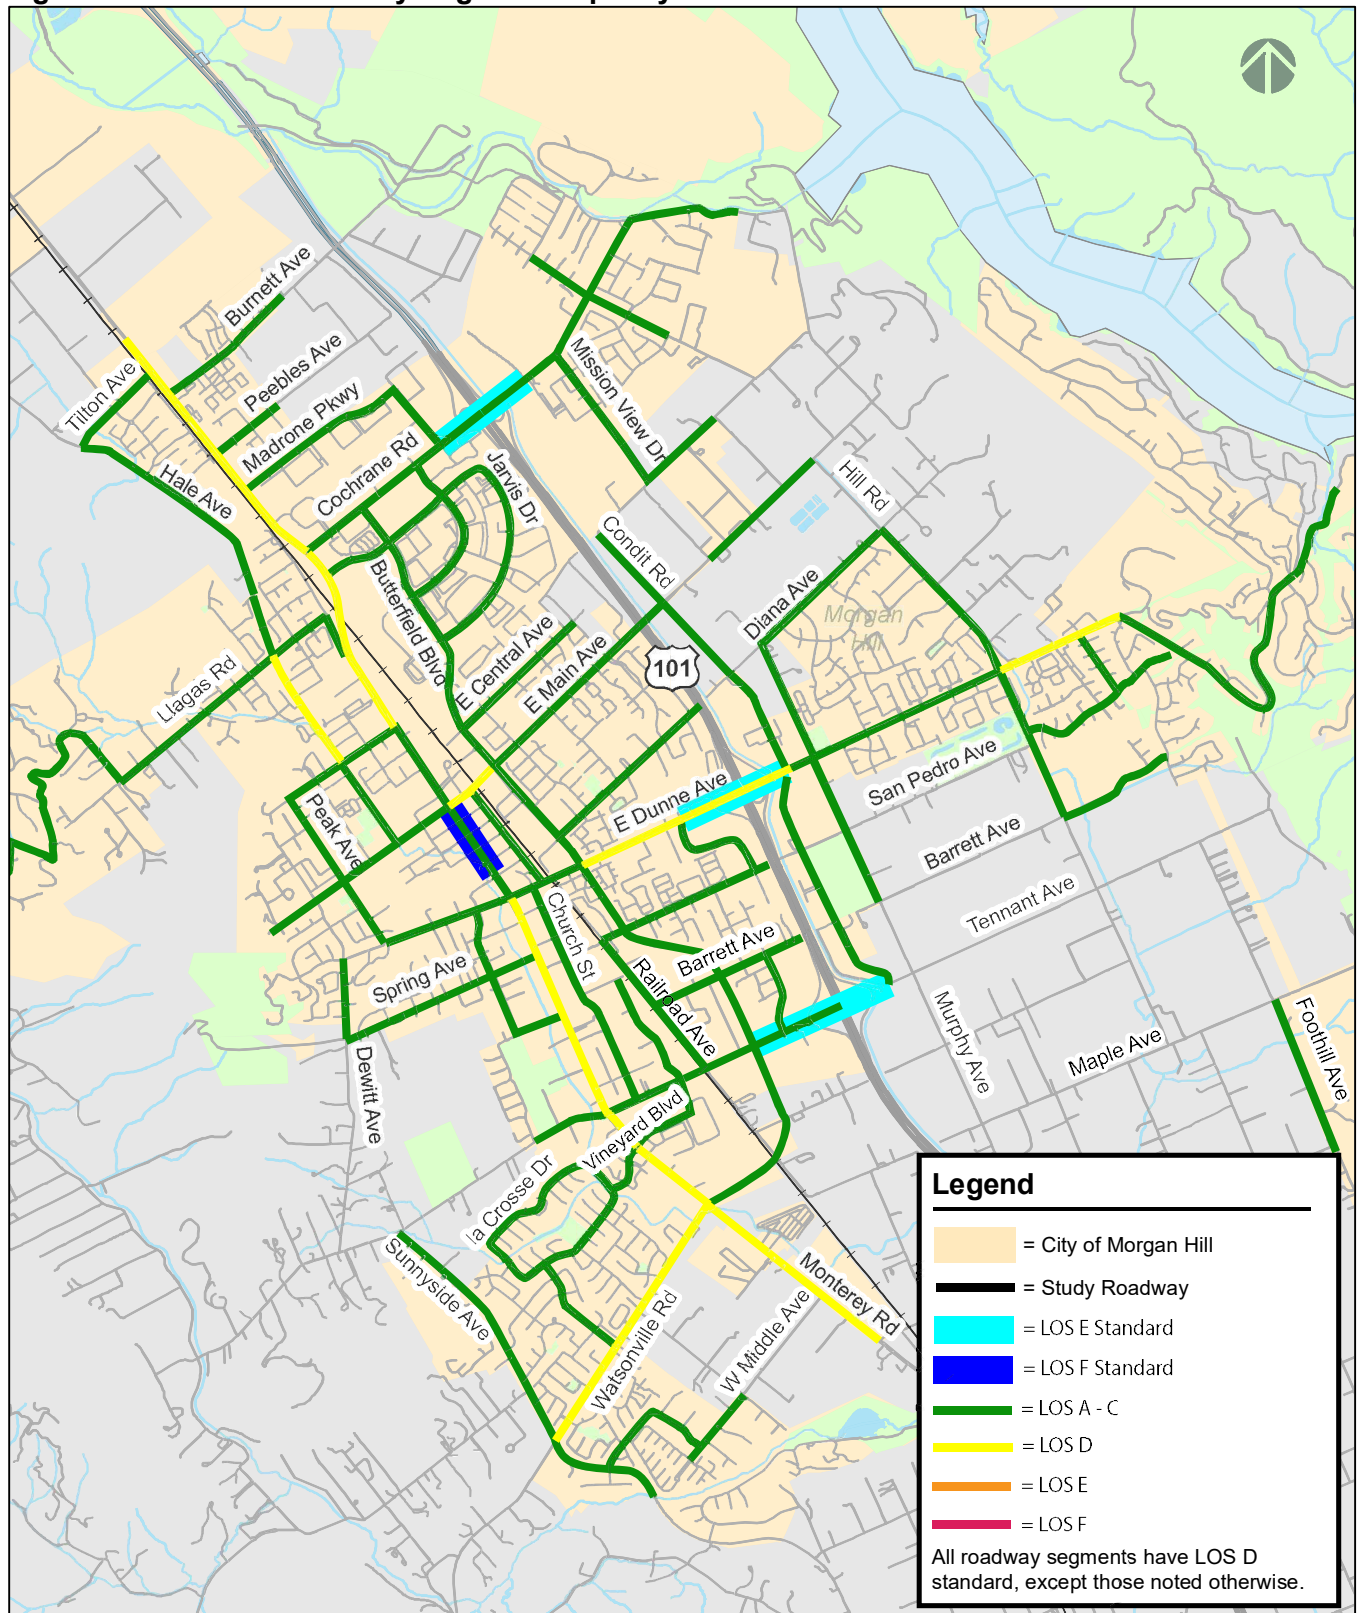 Burnett Ave
Peebles Ave
Tilton Ave
Madrone Pkwy
Mission View Dr
Cochrane Rd
Hale Ave
Jarvis Dr
Hill Rd
Condit Rd
Butterfield Blvd
Diana Ave
Morgan
Hill
E Central Ave
E Main Ave
101
Llagas Rd
San Pedro Ave
E Dunne Ave
Peak Ave
Barrett Ave
Tennant Ave
Church St
Barrett Ave
Spring Ave
Railroad Ave
Murphy Ave
Foothill Ave
Maple Ave
Dewitt Ave
Vineyard Blvd
la Crosse Dr
Sunnyside Ave
Monterey Rd
Watsonville Rd
W Middle Ave
Legend
= City of Morgan Hill
= Study Roadway
= LOS E Standard
= LOS F Standard
= LOS A - C
= LOS D
= LOS E
= LOS F
All roadway segments have LOS D
standard, except those noted otherwise.